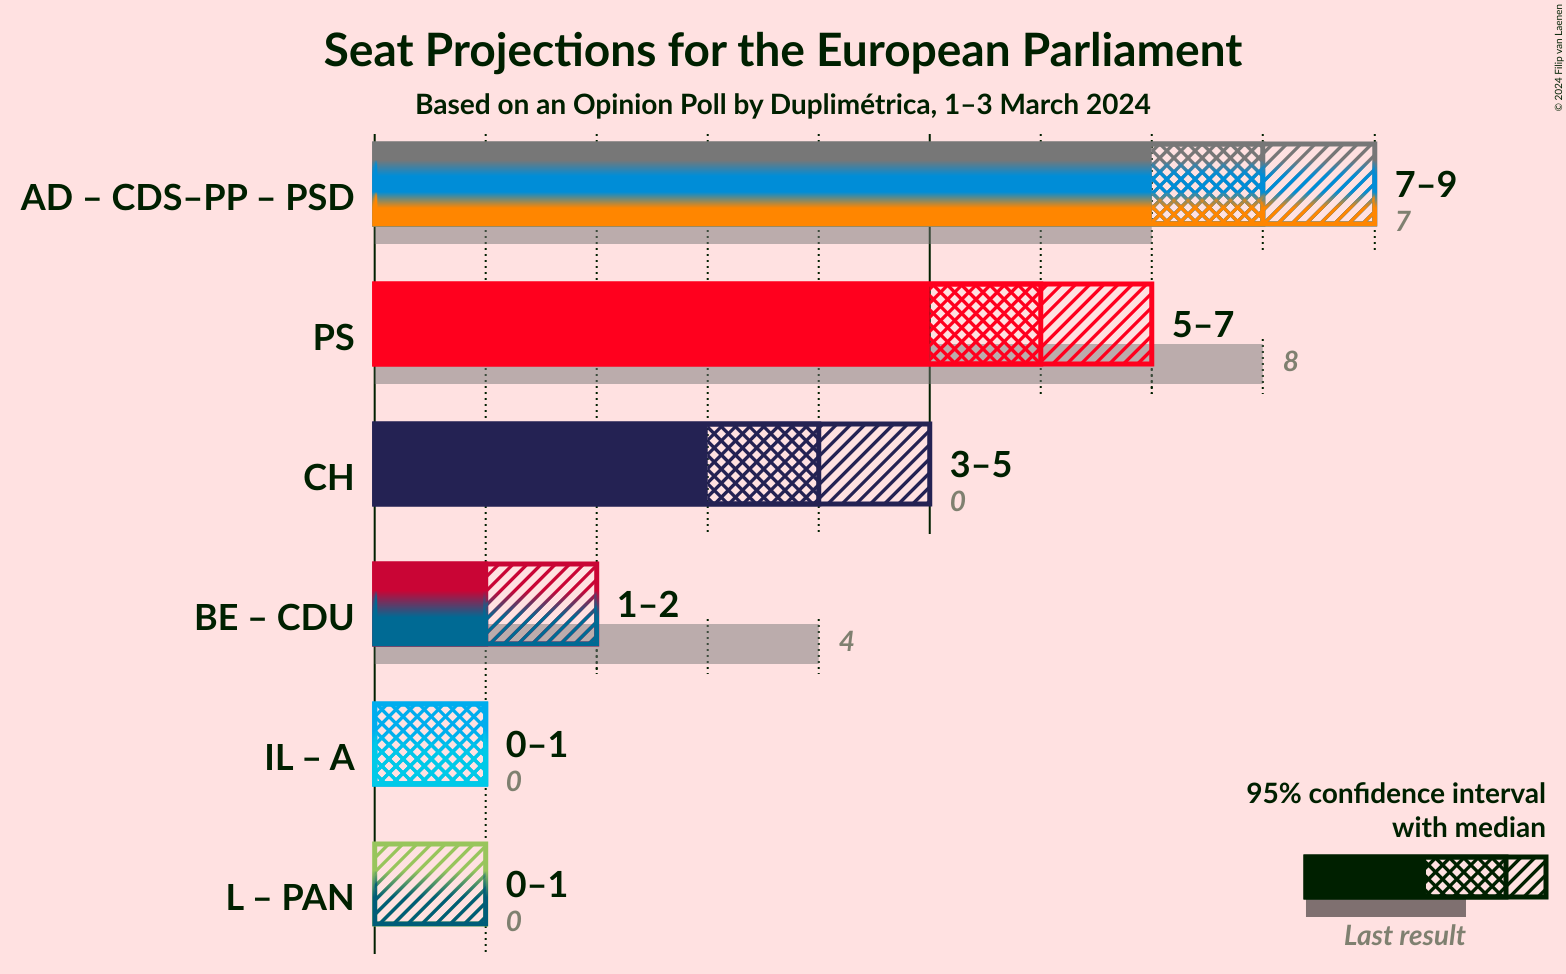 Seat Projections for the European Parliament
Based on an Opinion Poll by Duplimétrica, 1–3 March 2024
© 2024 Filip van Laenen
AD – CDS–PP – PSD
7–9
7
PS
5–7
8
CH
3–5
0
BE – CDU
1–2
4
IL – A
0–1
0
L – PAN
0–1
0
95% confidence interval
with median
Last result